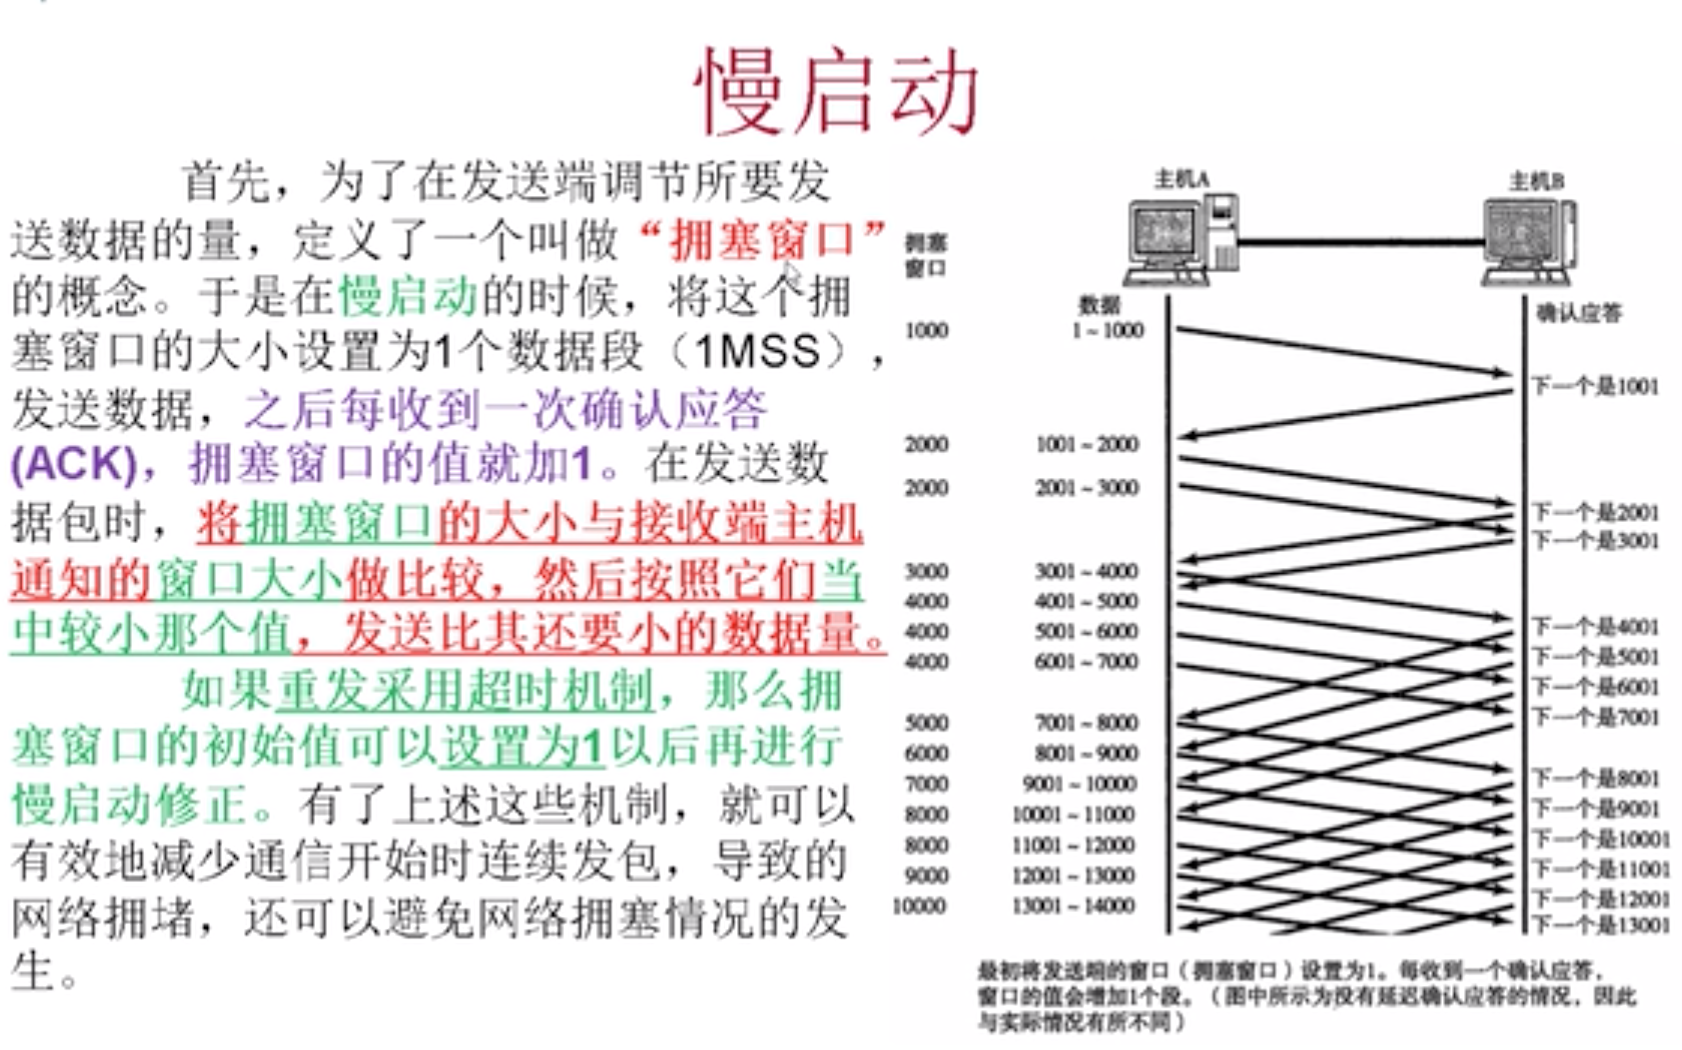 慢启动
首先，为了在发送端调节所要发
送数据的量，定义了一个叫做“拥塞窗口”
的概念。于是在慢启动的时候，将这个拥
塞窗口的大小设置为1个数据段（1MSS），
发送数据，之后每收到一次确认应答
(ACK)，拥塞窗口的值就加1。在发送数
据包时，将拥塞窗口的大小与接收端主机
通知的窗口大小做比较，然后按照它们当
中较小那个值，发送比其还要小的数据量。
如果重发采用超时机制，那么拥
塞窗口的初始值可以设置为1以后再进行
慢启动修正。有了上述这些机制，就可以
有效地减少通信开始时连续发包，导致的
网络拥堵，还可以避免网络拥塞情况的发
生。
主机A
主机B
拥塞
窗口
数据
确认应答
1000 1~1000
下一个是1001
2000 1001~2000
2000 2001~3000
下一个是2001
下一个是3001
3000 3001~4000
4000 4001~5000
4000 5001~6000
下一个是4001
4000 6001~7000
下一个是5001
下一个是6001
下一个是7001
5000 7001~8000
6000 8001~9000
下一个是8001
7000 9001~10000
下一个是9001
8000 10001~11000
下一个是10001
8000 11001~12000
下一个是11001
9000 12001~13000
下一个是12001
10000 13001~14000
下一个是13001
最初将发送端的窗口（拥塞窗口）设置为1。每收到一个确认应答，
窗口的值会增加1个段。（图中所示为没有延迟确认应答的情况，因此
与实际情况有所不同）